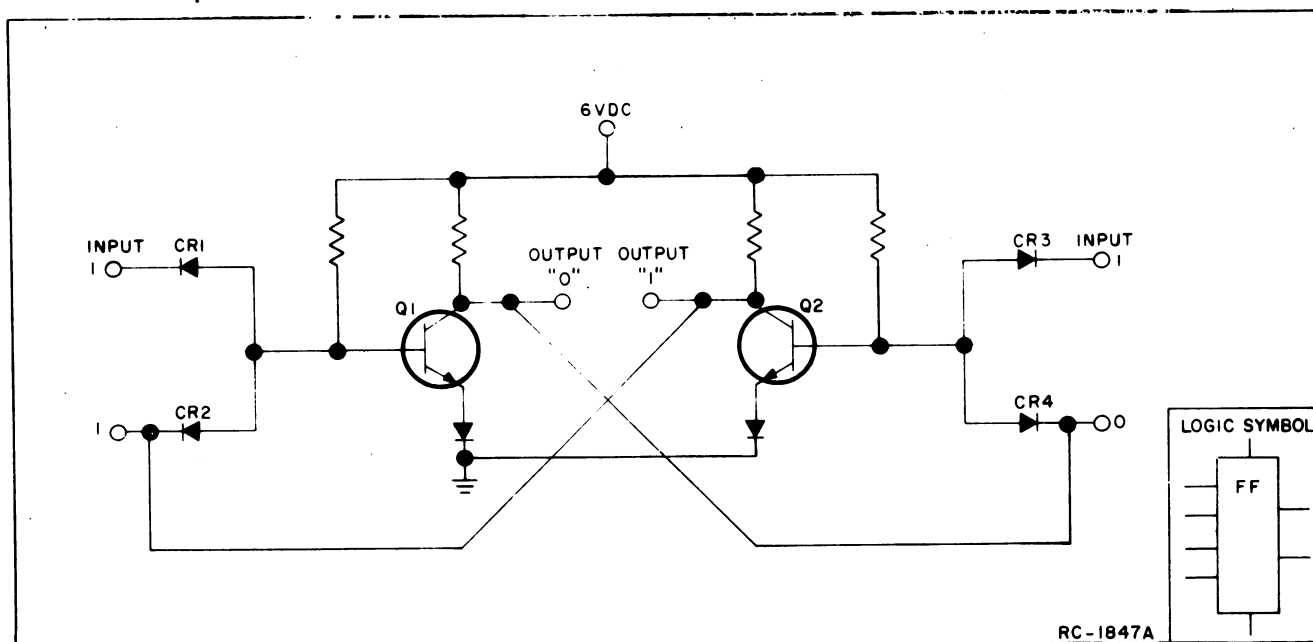 6VDC
INPUT
1
CR1
OUTPUT
"0"
OUTPUT
"1"
CR3
INPUT
1
Q1
Q2
1
CR2
CR4
0
LOGIC SYMBOL
FF
RC-1847A